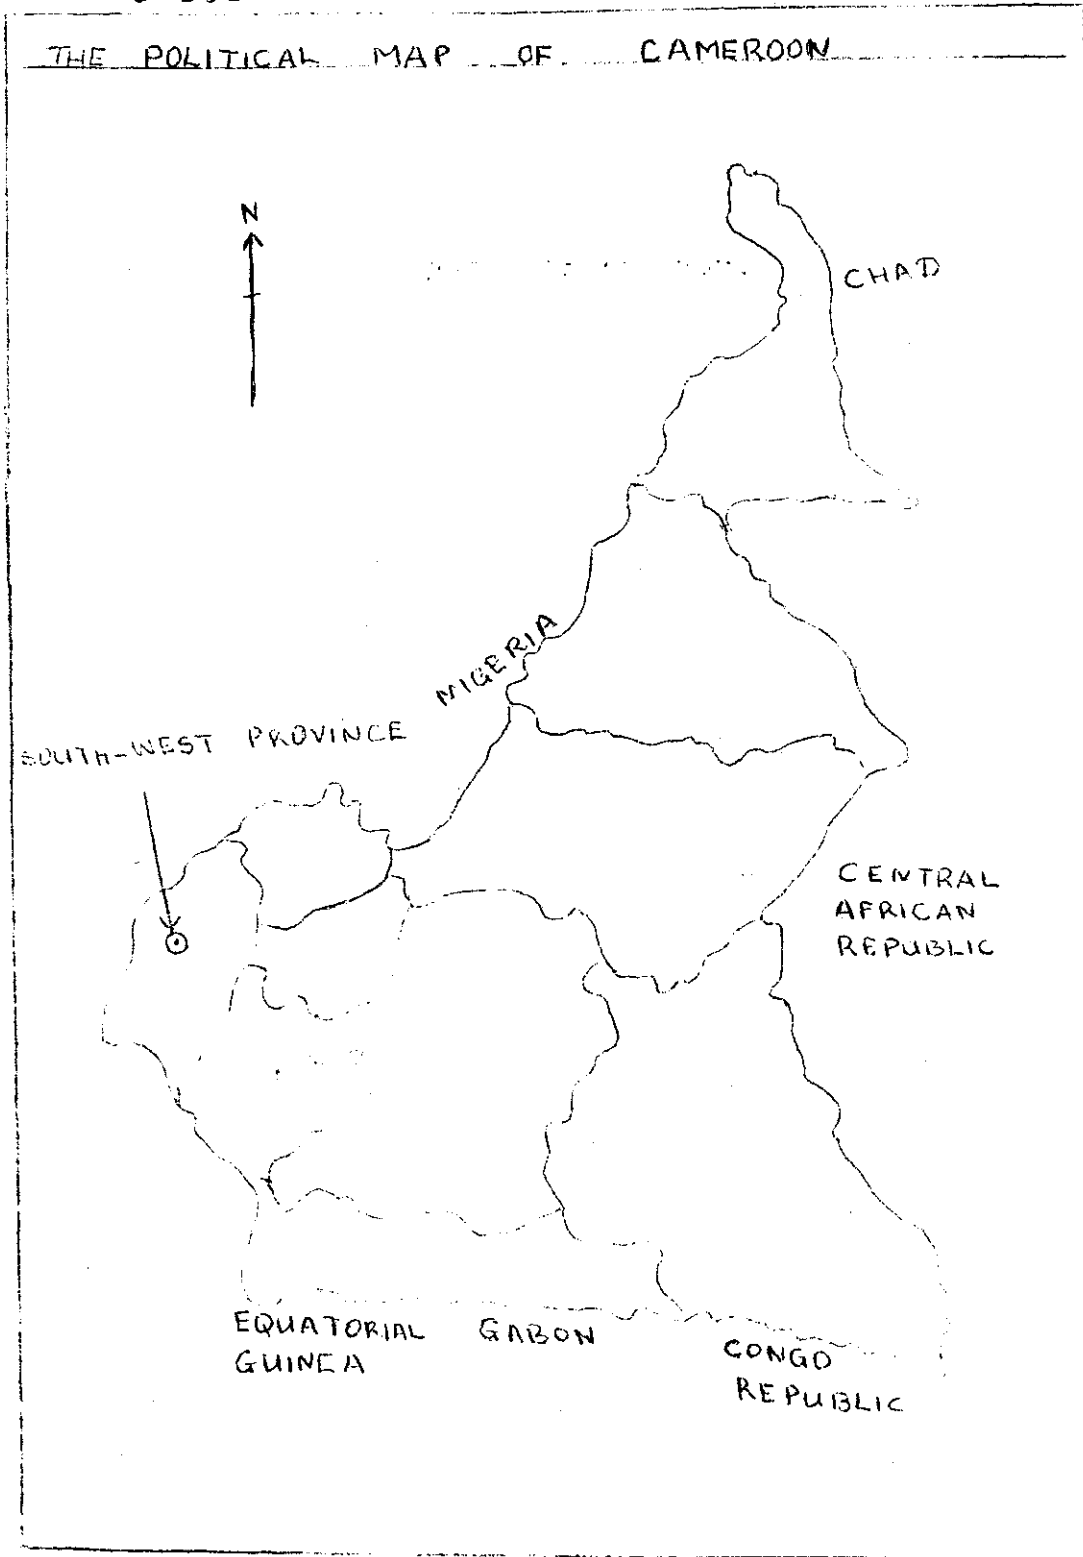 THE POLITICAL MAP OF CAMEROON
N
CHAD
NIGERIA
SOUTH-WEST PROVINCE
CENTRAL
AFRICAN
REPUBLIC
EQUATORIAL
GUINEA
GABON
CONGO
REPUBLIC